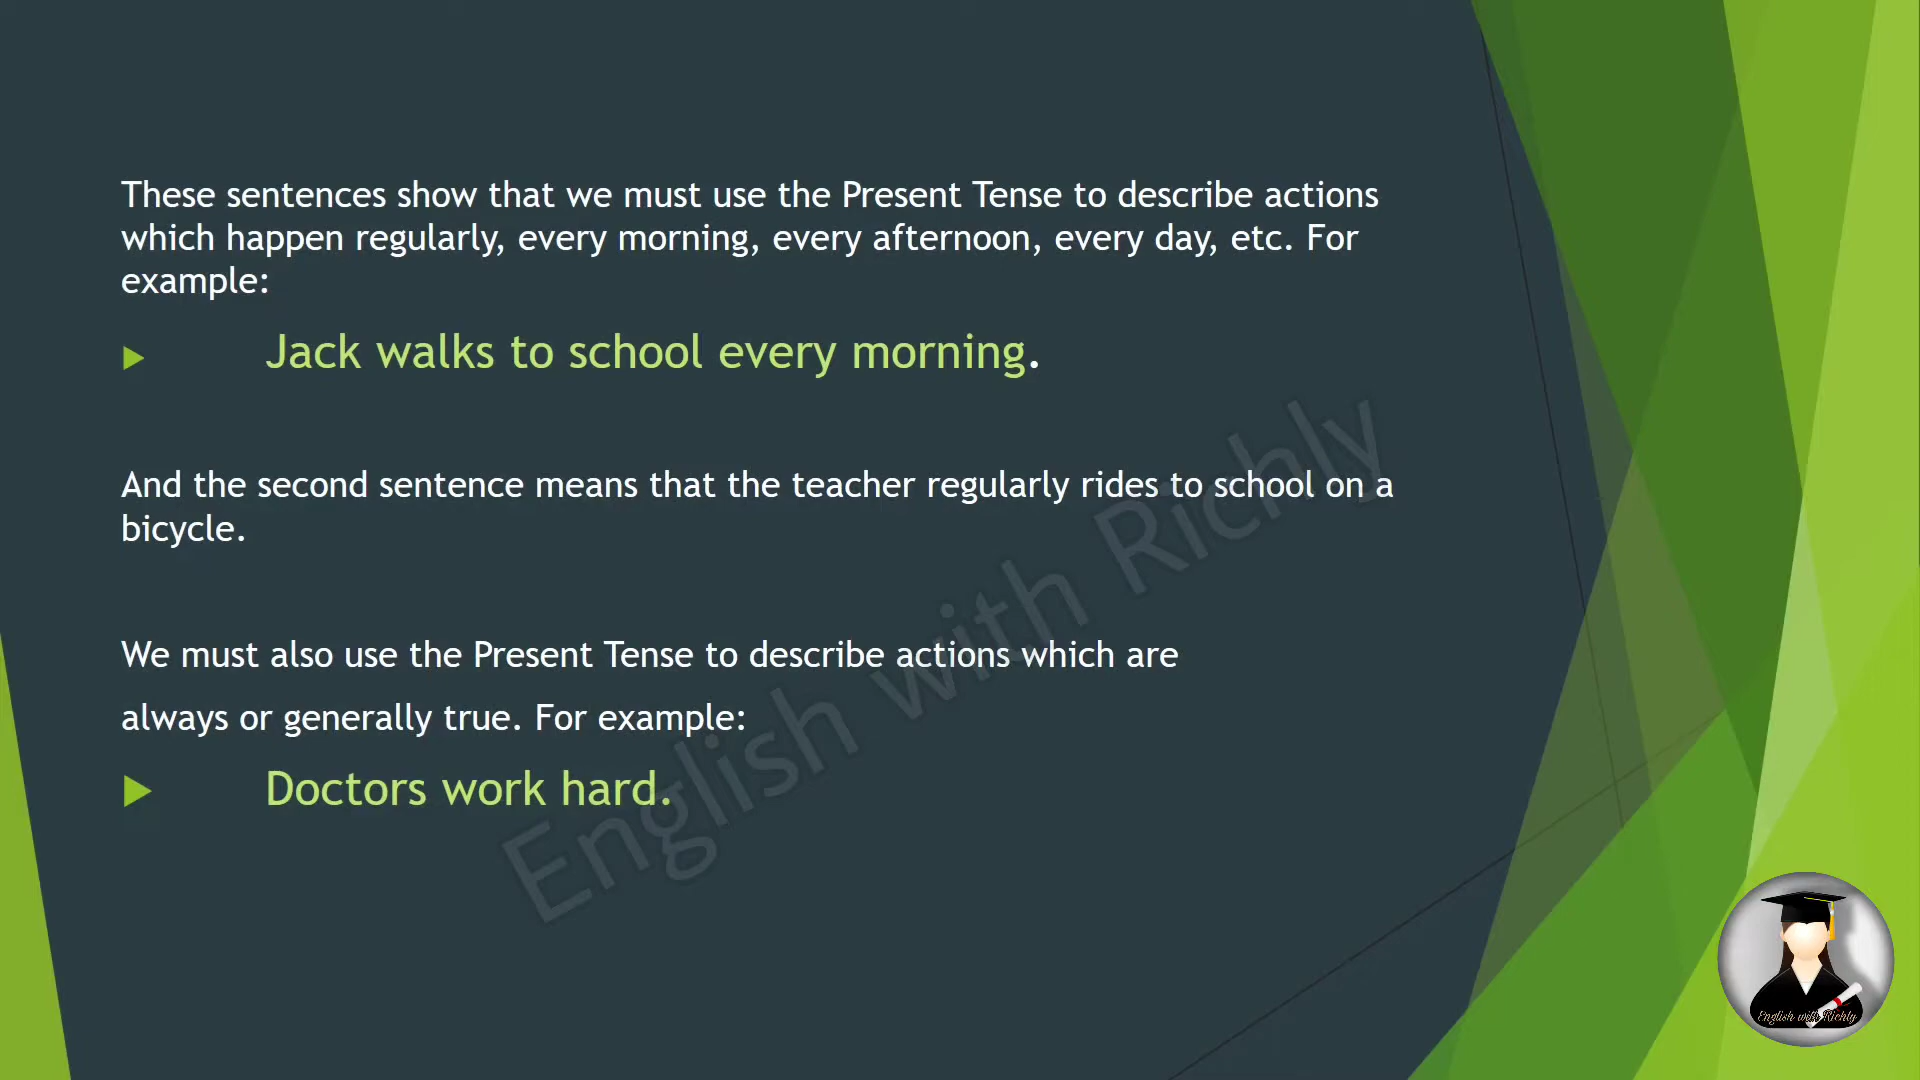 These sentences show that we must use the Present Tense to describe actions
which happen regularly, every morning, every afternoon, every day, etc. For
example:
Jack walks to school every morning.
And the second sentence means that the teacher regularly rides to school on a
bicycle.
We must also use the Present Tense to describe actions which are
always or generally true. For example:
Doctors work hard.
English with Richly
English with Richly